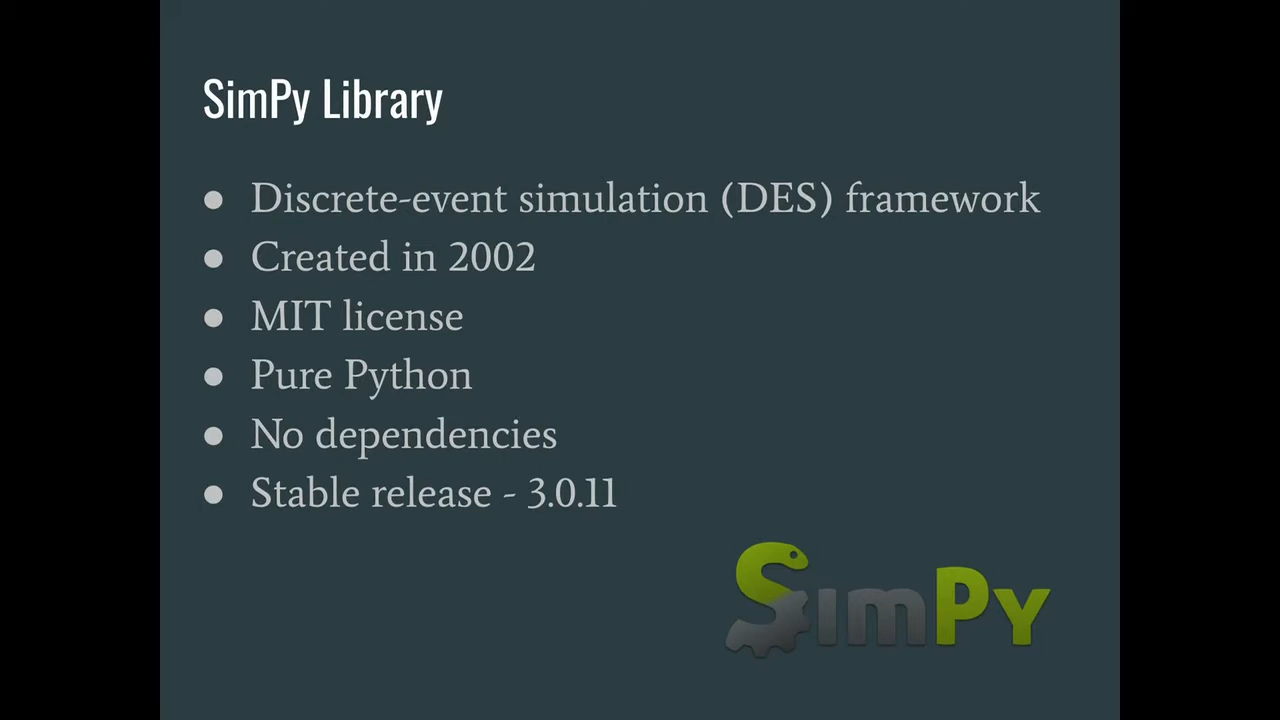 SimPy Library
● Discrete-event simulation (DES) framework
● Created in 2002
● MIT license
● Pure Python
● No dependencies
● Stable release - 3.0.11
SimPy